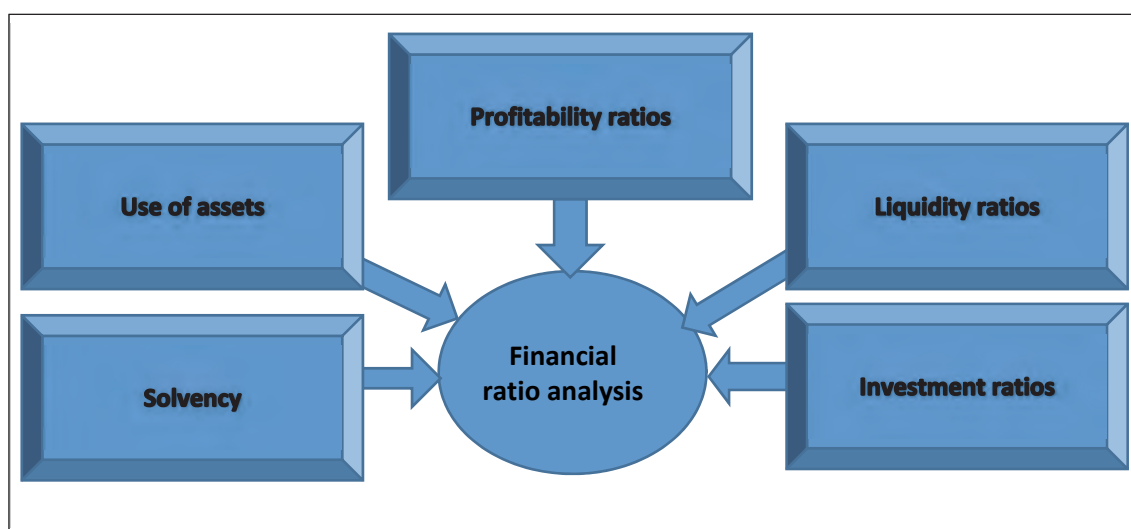 Profitability ratios
Use of assets
Liquidity ratios
Solvency
Financial
ratio analysis
Investment ratios